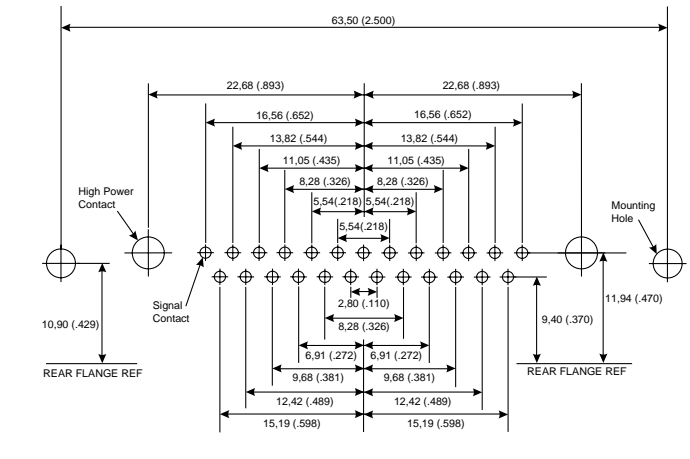 63,50 (2.500)
22,68 (.893) 22,68 (.893)
16,56 (.652) 16,56 (.652)
13,82 (.544) 13,82 (.544)
11,05 (.435) 11,05 (.435)
8,28 (.326) 8,28 (.326)
5,54(.218) 5,54(.218)
5,54(.218)
High Power
Contact
Mounting
Hole
Signal
Contact
2,80 (.110)
8,28 (.326)
10,90 (.429)
11,94 (.470)
9,40 (.370)
6,91 (.272) 6,91 (.272)
REAR FLANGE REF REAR FLANGE REF
9,68 (.381) 9,68 (.381)
12,42 (.489) 12,42 (.489)
15,19 (.598) 15,19 (.598)